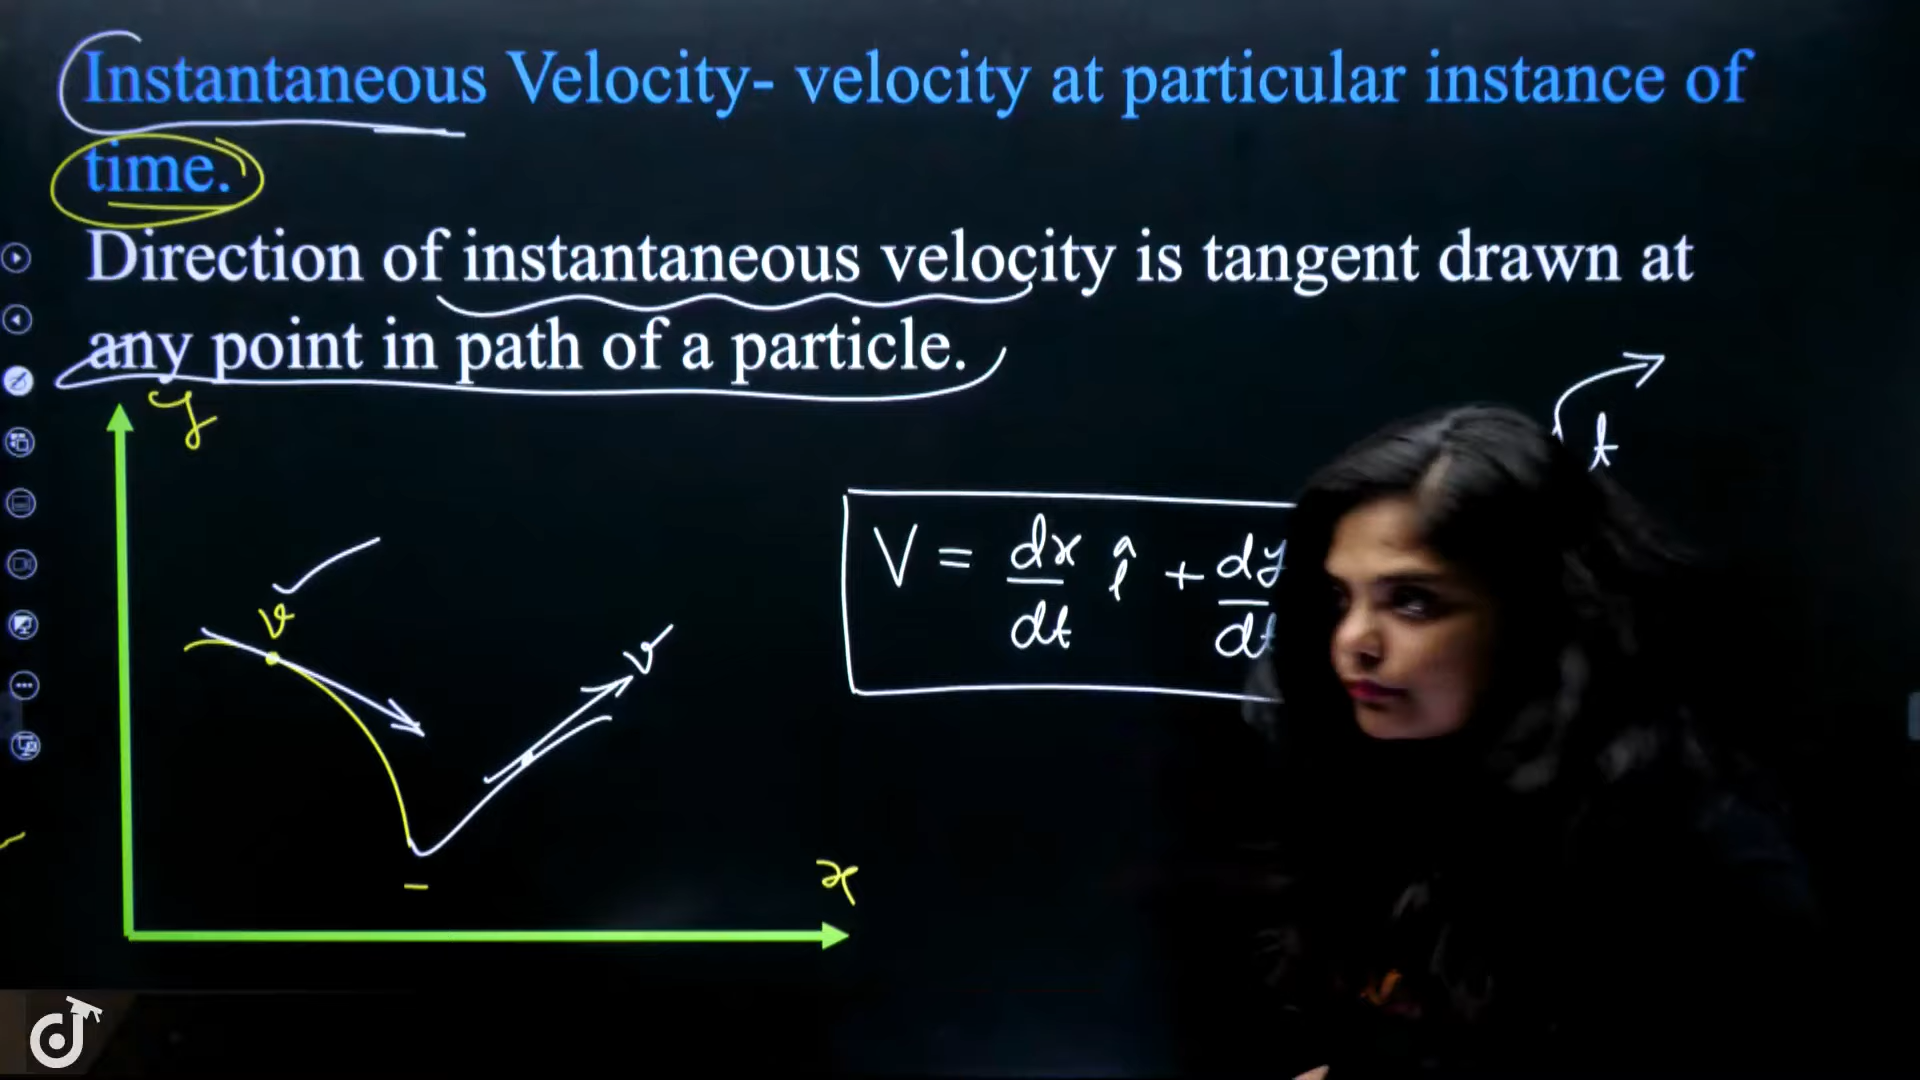 Instantaneous Velocity- velocity at particular instance of
time.
Direction of instantaneous velocity is tangent drawn at
any point in path of a particle.
y
t
V = dx/dt î + dy/dt
v
v
x